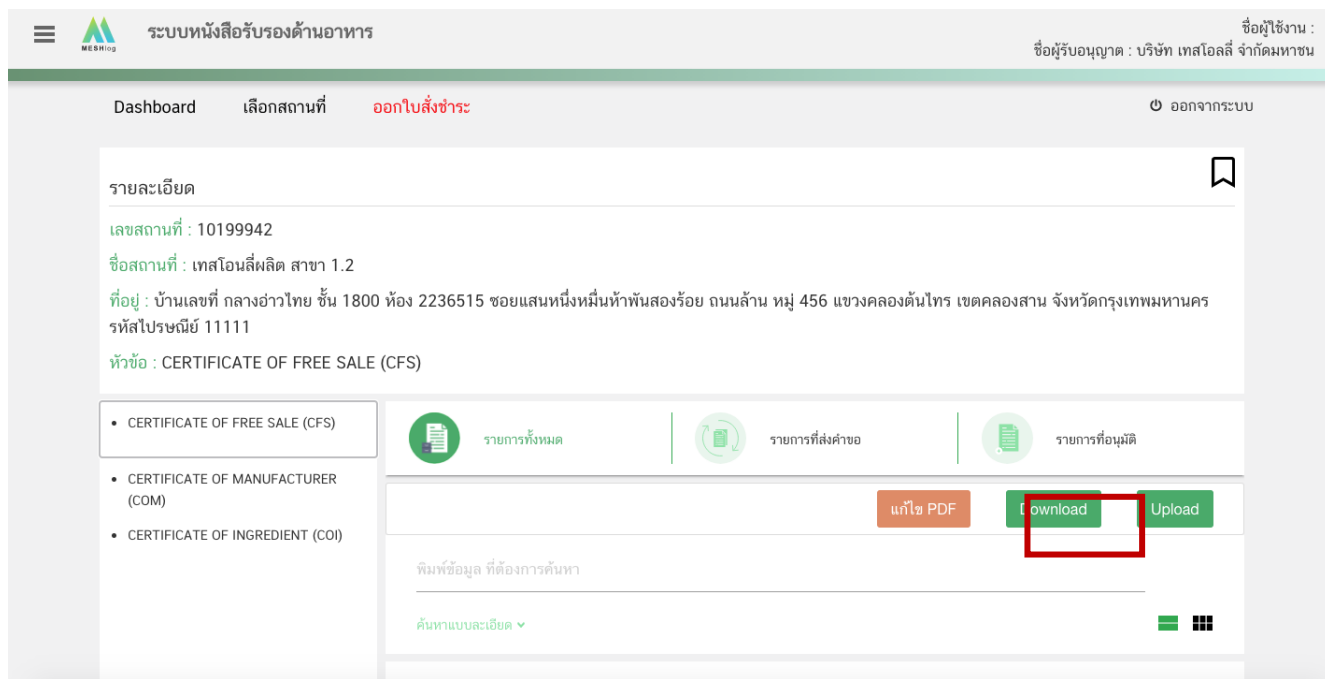 MESHlog
ระบบหนังสือรับรองด้านอาหาร
ชื่อผู้ใช้งาน :
ชื่อผู้รับอนุญาต : บริษัท เทสโอลลี่ จำกัดมหาชน
Dashboard เลือกสถานที่ ออกใบสั่งชำระ ออกจากระบบ
รายละเอียด
เลขสถานที่ : 10199942
ชื่อสถานที่ : เทสโอนลี่ผลิต สาขา 1.2
ที่อยู่ : บ้านเลขที่ กลางอ่าวไทย ชั้น 1800 ห้อง 2236515 ซอยแสนหนึ่งหมื่นห้าพันสองร้อย ถนนล้าน หมู่ 456 แขวงคลองต้นไทร เขตคลองสาน จังหวัดกรุงเทพมหานคร
รหัสไปรษณีย์ 11111
หัวข้อ : CERTIFICATE OF FREE SALE (CFS)
• CERTIFICATE OF FREE SALE (CFS)
• CERTIFICATE OF MANUFACTURER
(COM)
• CERTIFICATE OF INGREDIENT (COI)
รายการทั้งหมด รายการที่ส่งคำขอ รายการที่อนุมัติ
แก้ไข PDF Download Upload
พิมพ์ข้อมูล ที่ต้องการค้นหา
ค้นหาแบบละเอียด